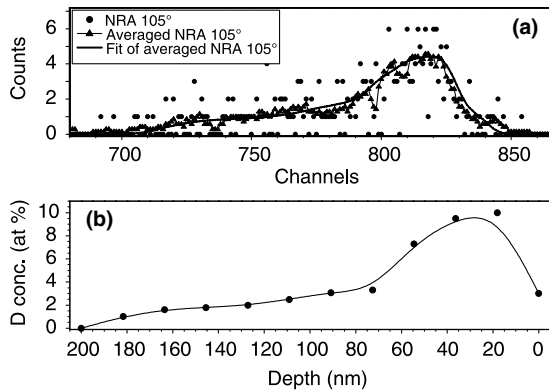 6
4
2
0
Counts
NRA 105°
Averaged NRA 105°
Fit of averaged NRA 105°
(a)
700
750
800
850
Channels
10
8
6
4
2
0
D conc. (at %)
(b)
200
180
160
140
120
100
80
60
40
20
0
Depth (nm)